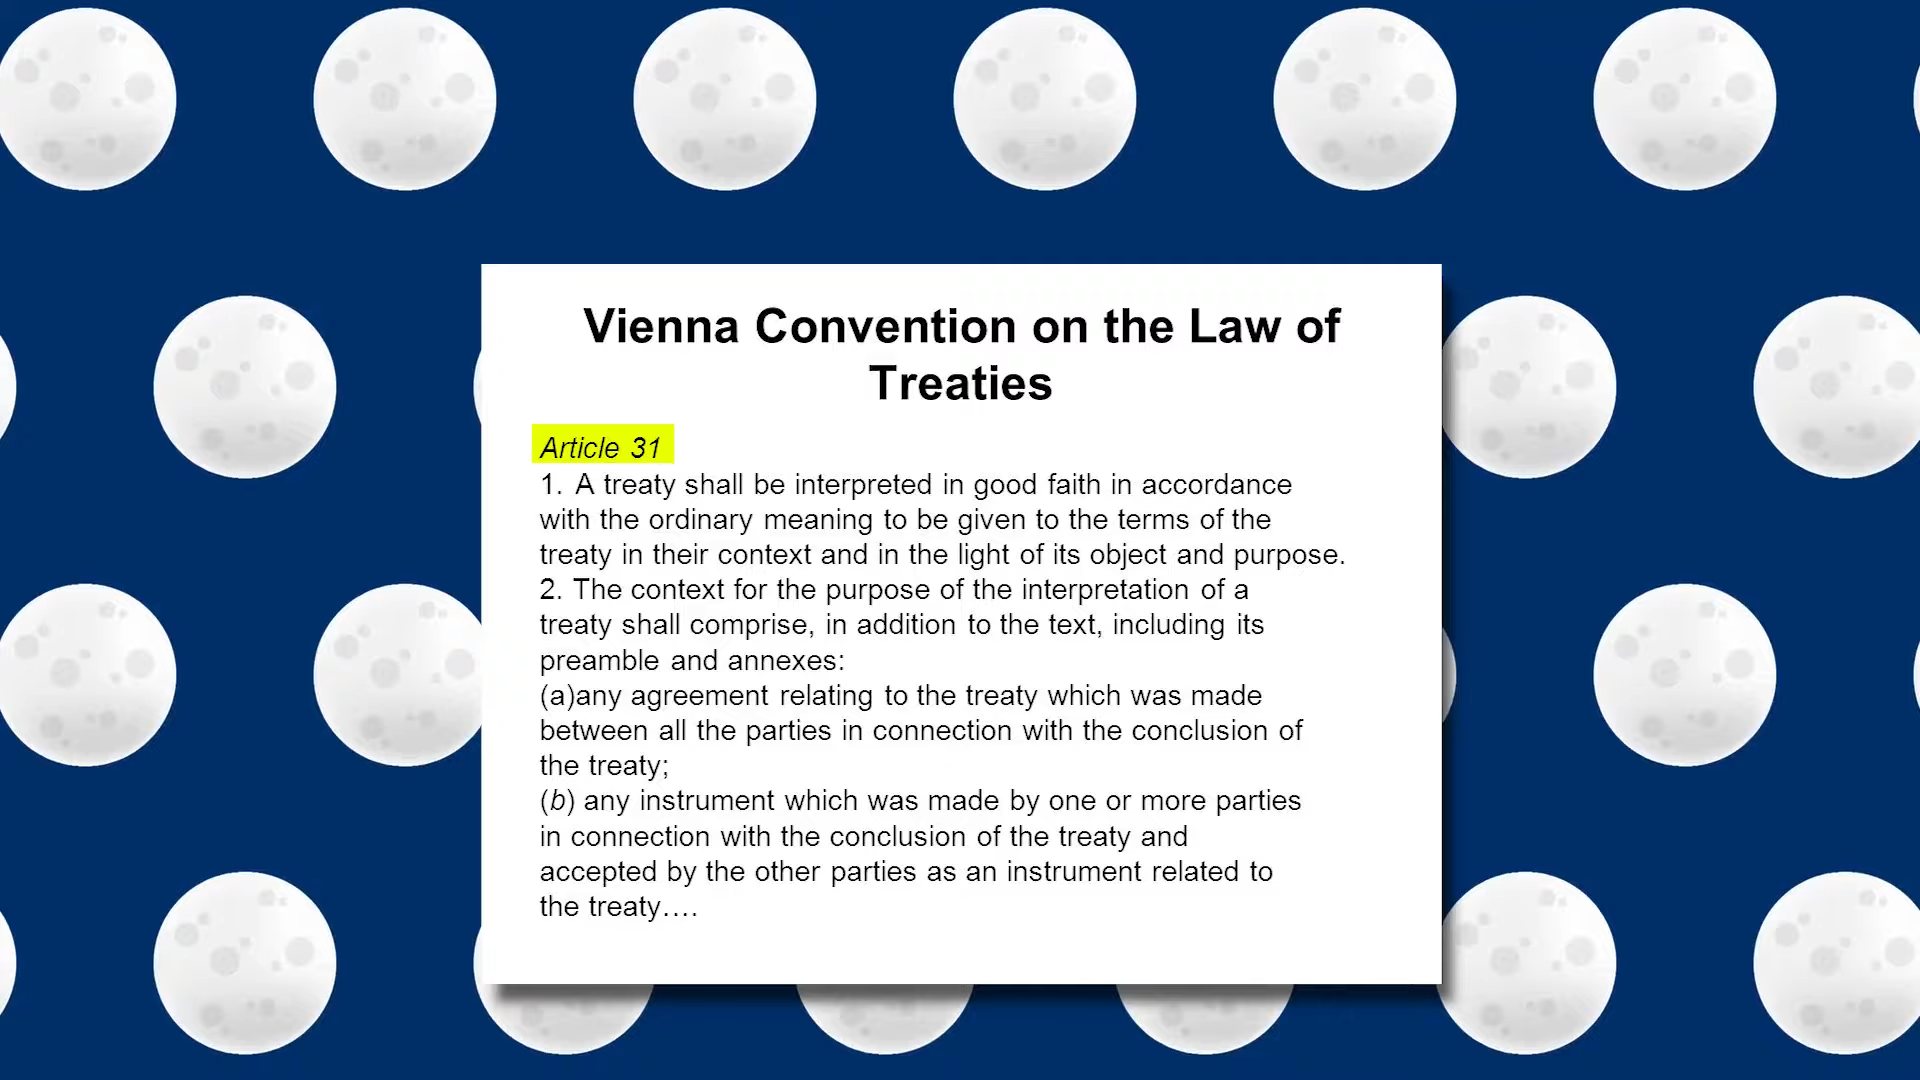 Vienna Convention on the Law of
Treaties
Article 31
1. A treaty shall be interpreted in good faith in accordance
with the ordinary meaning to be given to the terms of the
treaty in their context and in the light of its object and purpose.
2. The context for the purpose of the interpretation of a
treaty shall comprise, in addition to the text, including its
preamble and annexes:
(a)any agreement relating to the treaty which was made
between all the parties in connection with the conclusion of
the treaty;
(b) any instrument which was made by one or more parties
in connection with the conclusion of the treaty and
accepted by the other parties as an instrument related to
the treaty….